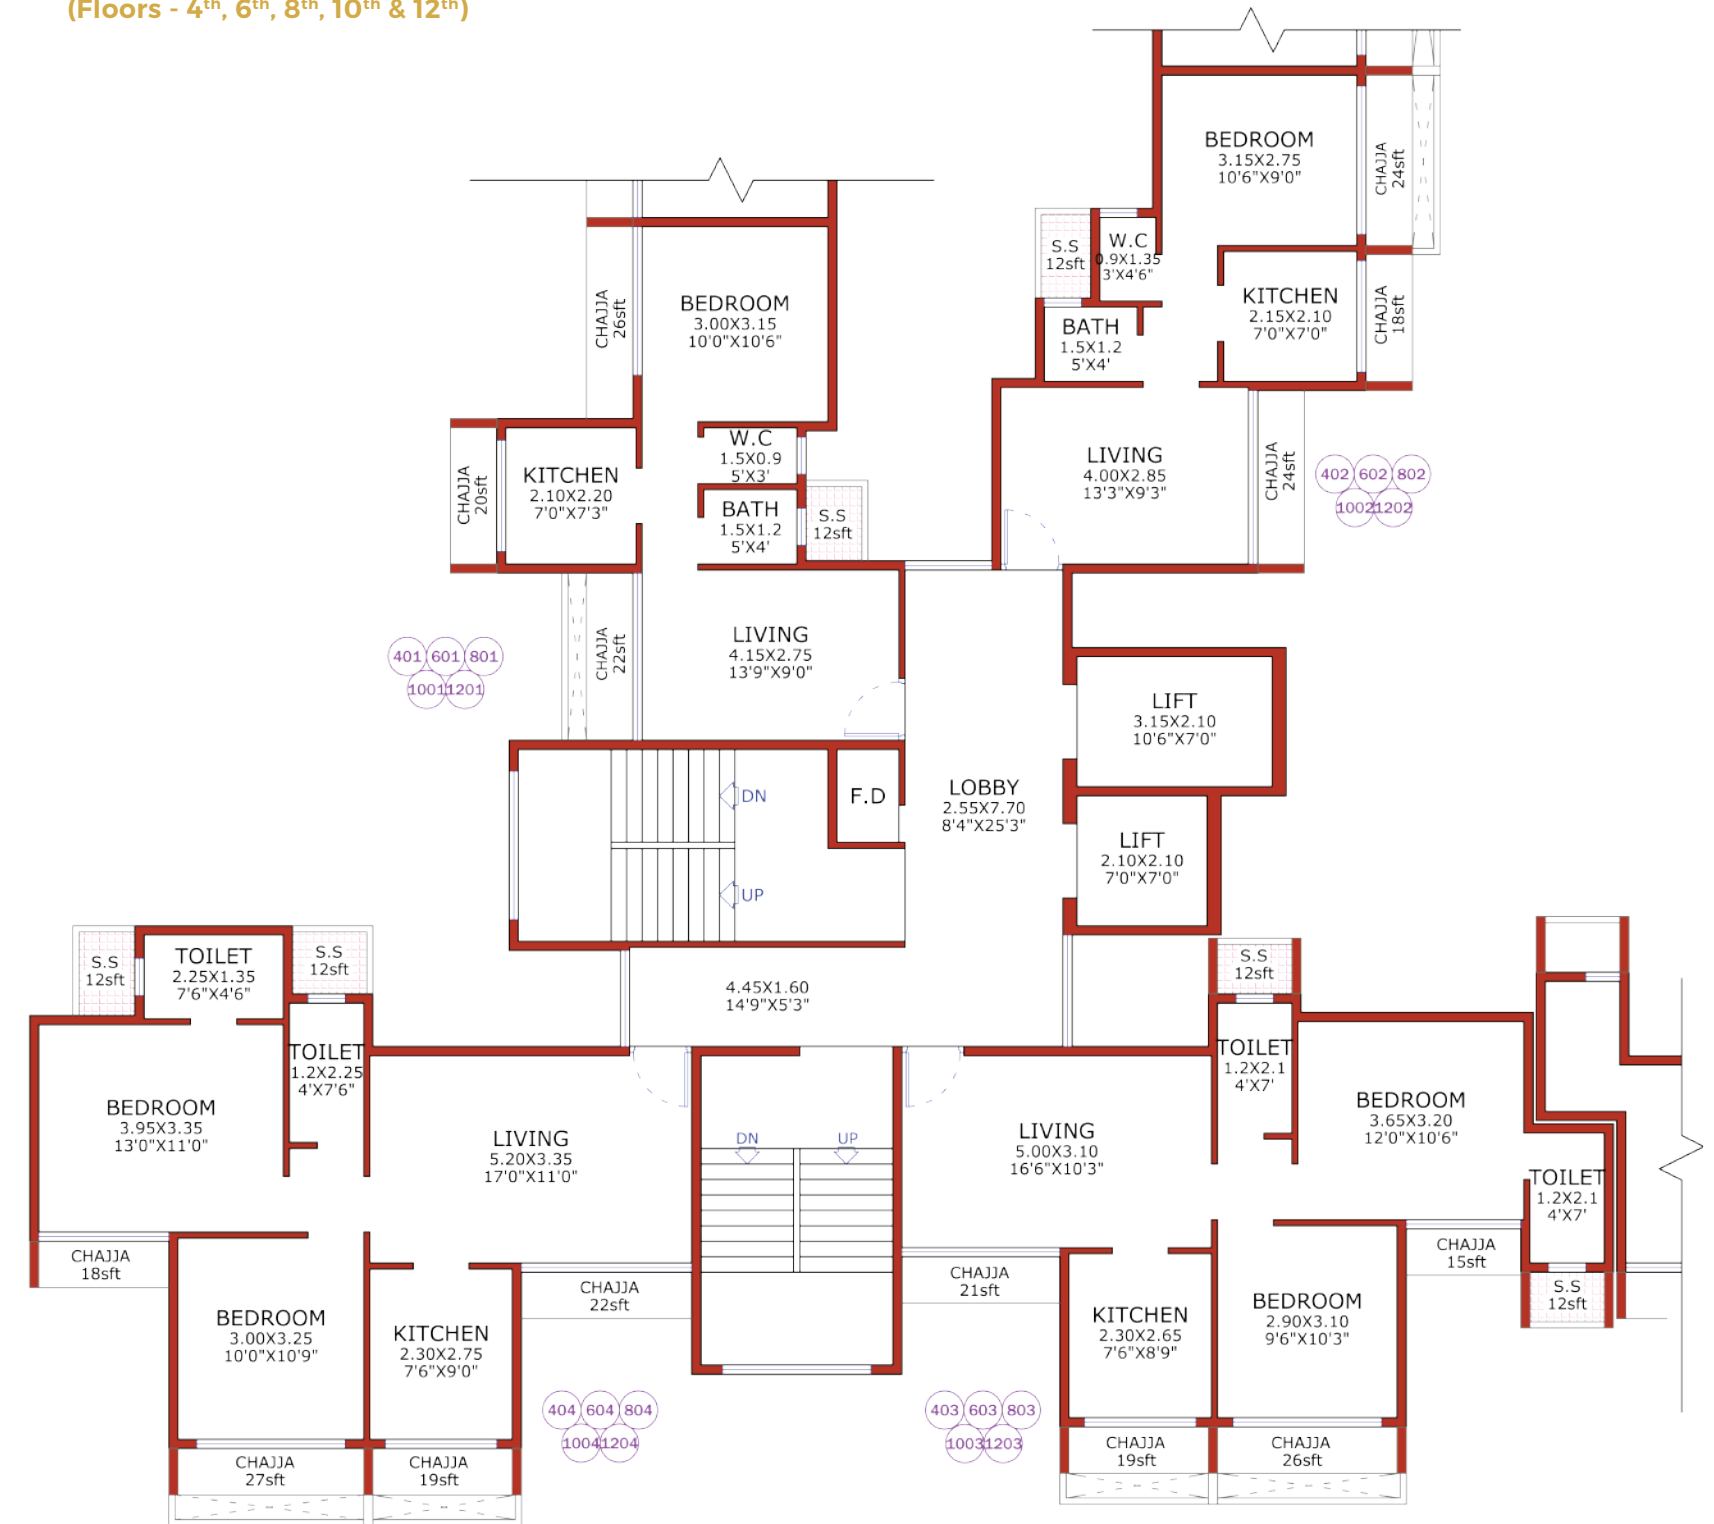 (Floors - 4th, 6th, 8th, 10th & 12th)
BEDROOM
3.15X2.75
10'6"X9'0"
CHAJJA
24sft
S.S
12sft
W.C
0.9X1.35
3'X4'6"
KITCHEN
2.15X2.10
7'0"X7'0"
CHAJJA
18sft
BATH
1.5X1.2
5'X4'
LIVING
4.00X2.85
13'3"X9'3"
CHAJJA
24sft
402 602 802
1002 1202
BEDROOM
3.00X3.15
10'0"X10'6"
CHAJJA
26sft
W.C
1.5X0.9
5'X3'
KITCHEN
2.10X2.20
7'0"X7'3"
CHAJJA
20sft
BATH
1.5X1.2
5'X4'
S.S
12sft
LIVING
4.15X2.75
13'9"X9'0"
CHAJJA
22sft
401 601 801
1001 1201
LIFT
3.15X2.10
10'6"X7'0"
LOBBY
2.55X7.70
8'4"X25'3"
F.D
DN
UP
LIFT
2.10X2.10
7'0"X7'0"
4.45X1.60
14'9"X5'3"
S.S
12sft
TOILET
2.25X1.35
7'6"X4'6"
S.S
12sft
TOILET
1.2X2.25
4'X7'6"
BEDROOM
3.95X3.35
13'0"X11'0"
LIVING
5.20X3.35
17'0"X11'0"
CHAJJA
18sft
BEDROOM
3.00X3.25
10'0"X10'9"
KITCHEN
2.30X2.75
7'6"X9'0"
CHAJJA
22sft
CHAJJA
27sft
CHAJJA
19sft
404 604 804
1004 1204
DN
UP
S.S
12sft
TOILET
1.2X2.1
4'X7'
BEDROOM
3.65X3.20
12'0"X10'6"
LIVING
5.00X3.10
16'6"X10'3"
TOILET
1.2X2.1
4'X7'
CHAJJA
15sft
CHAJJA
21sft
S.S
12sft
KITCHEN
2.30X2.65
7'6"X8'9"
BEDROOM
2.90X3.10
9'6"X10'3"
CHAJJA
19sft
CHAJJA
26sft
403 603 803
1003 1203